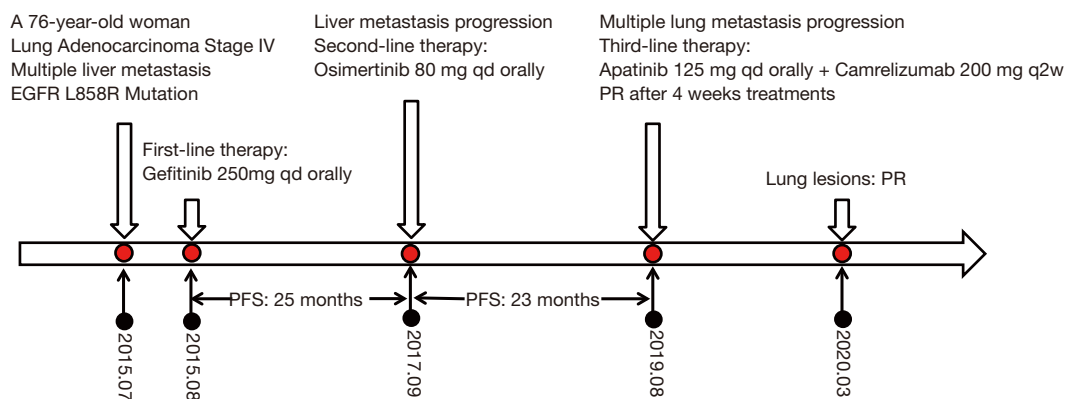 A 76-year-old woman
Lung Adenocarcinoma Stage IV
Multiple liver metastasis
EGFR L858R Mutation
First-line therapy:
Gefitinib 250mg qd orally
Liver metastasis progression
Second-line therapy:
Osimertinib 80 mg qd orally
Multiple lung metastasis progression
Third-line therapy:
Apatinib 125 mg qd orally + Camrelizumab 200 mg q2w
PR after 4 weeks treatments
Lung lesions: PR
PFS: 25 months
PFS: 23 months
2015.07
2015.08
2017.09
2019.08
2020.03